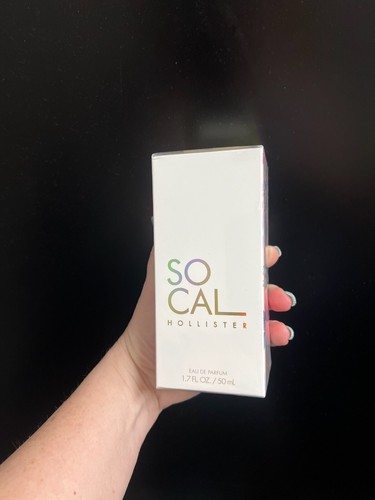 SO
CAL
HOLLISTER
EAU DE PARFUM
1.7 FL OZ. / 50 mL